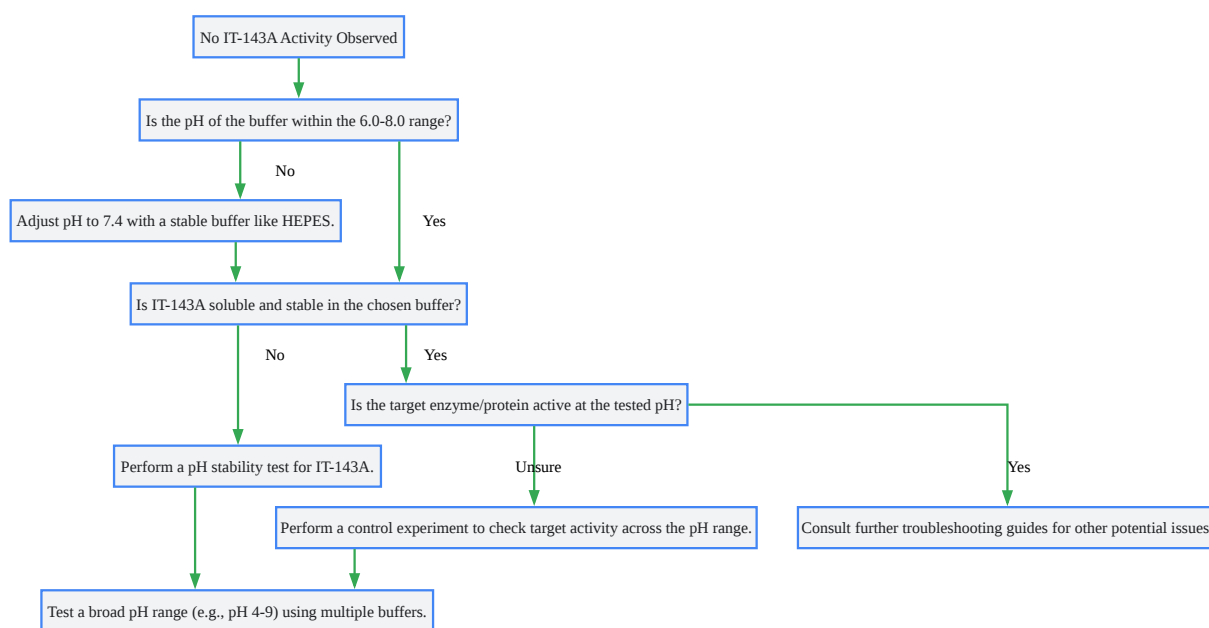 No IT-143A Activity Observed
Is the pH of the buffer within the 6.0-8.0 range?
No
Adjust pH to 7.4 with a stable buffer like HEPES.
Yes
Is IT-143A soluble and stable in the chosen buffer?
No
Yes
Is the target enzyme/protein active at the tested pH?
Perform a pH stability test for IT-143A.
Unsure
Yes
Perform a control experiment to check target activity across the pH range.
Consult further troubleshooting guides for other potential issues
Test a broad pH range (e.g., pH 4-9) using multiple buffers.